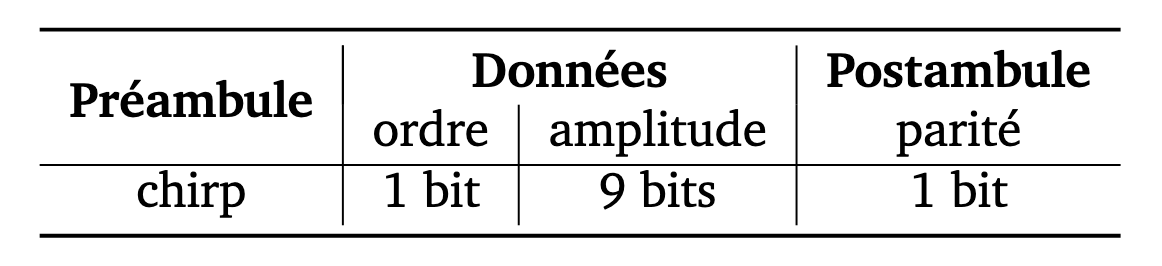 Préambule Données Postambule
ordre amplitude parité
chirp 1 bit 9 bits 1 bit